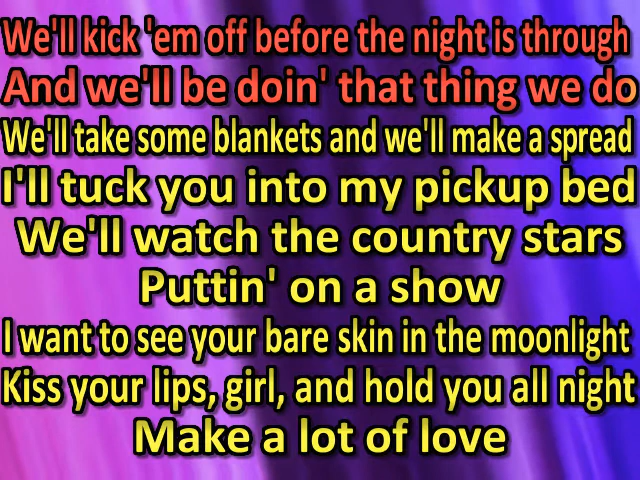 We'll kick 'em off before the night is through
And we'll be doin' that thing we do
We'll take some blankets and we'll make a spread
I'll tuck you into my pickup bed
We'll watch the country stars
Puttin' on a show
I want to see your bare skin in the moonlight
Kiss your lips, girl, and hold you all night
Make a lot of love